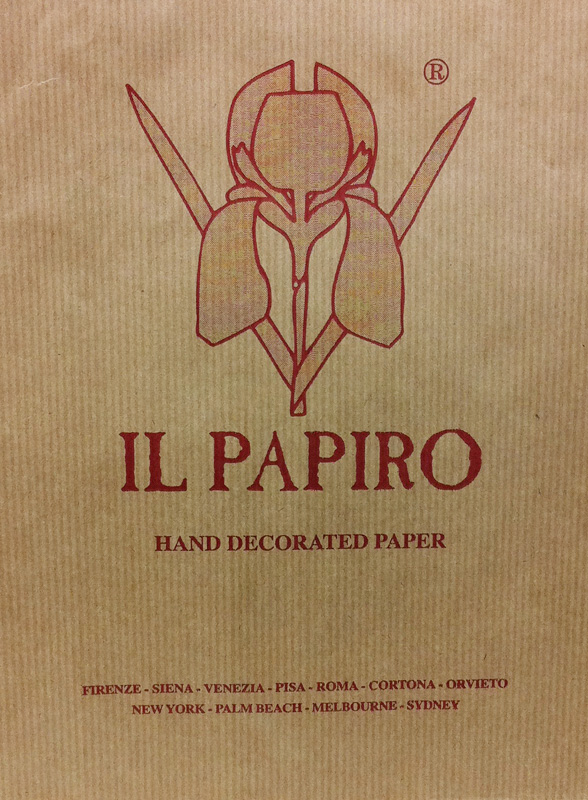 ®
IL PAPIRO
HAND DECORATED PAPER
FIRENZE - SIENA - VENEZIA - PISA - ROMA - CORTONA - ORVIETO
NEW YORK - PALM BEACH - MELBOURNE - SYDNEY